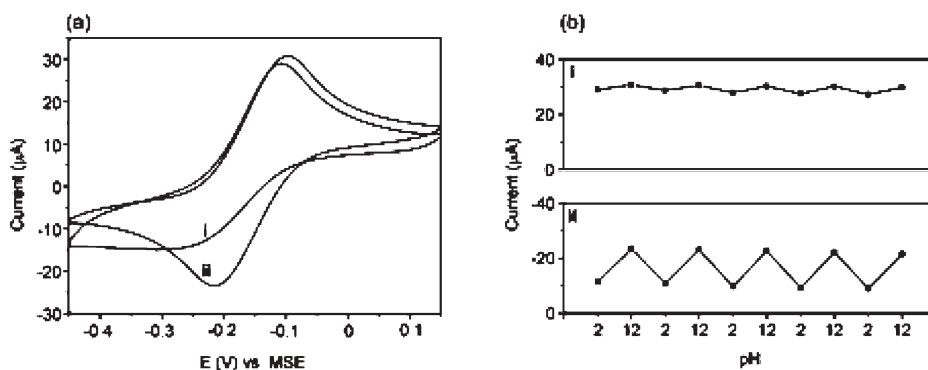 (a)
30
20
10
0
-10
-20
-30
Current (μA)
i
ii
-0 4 -0.3 -0.2 -0.1 0 0 1
E (V) vs MSE
(b)
i
40
20
0
ii
-40
-20
0
Current (μA)
2 12 2 12 2 12 2 12 2 12
pH